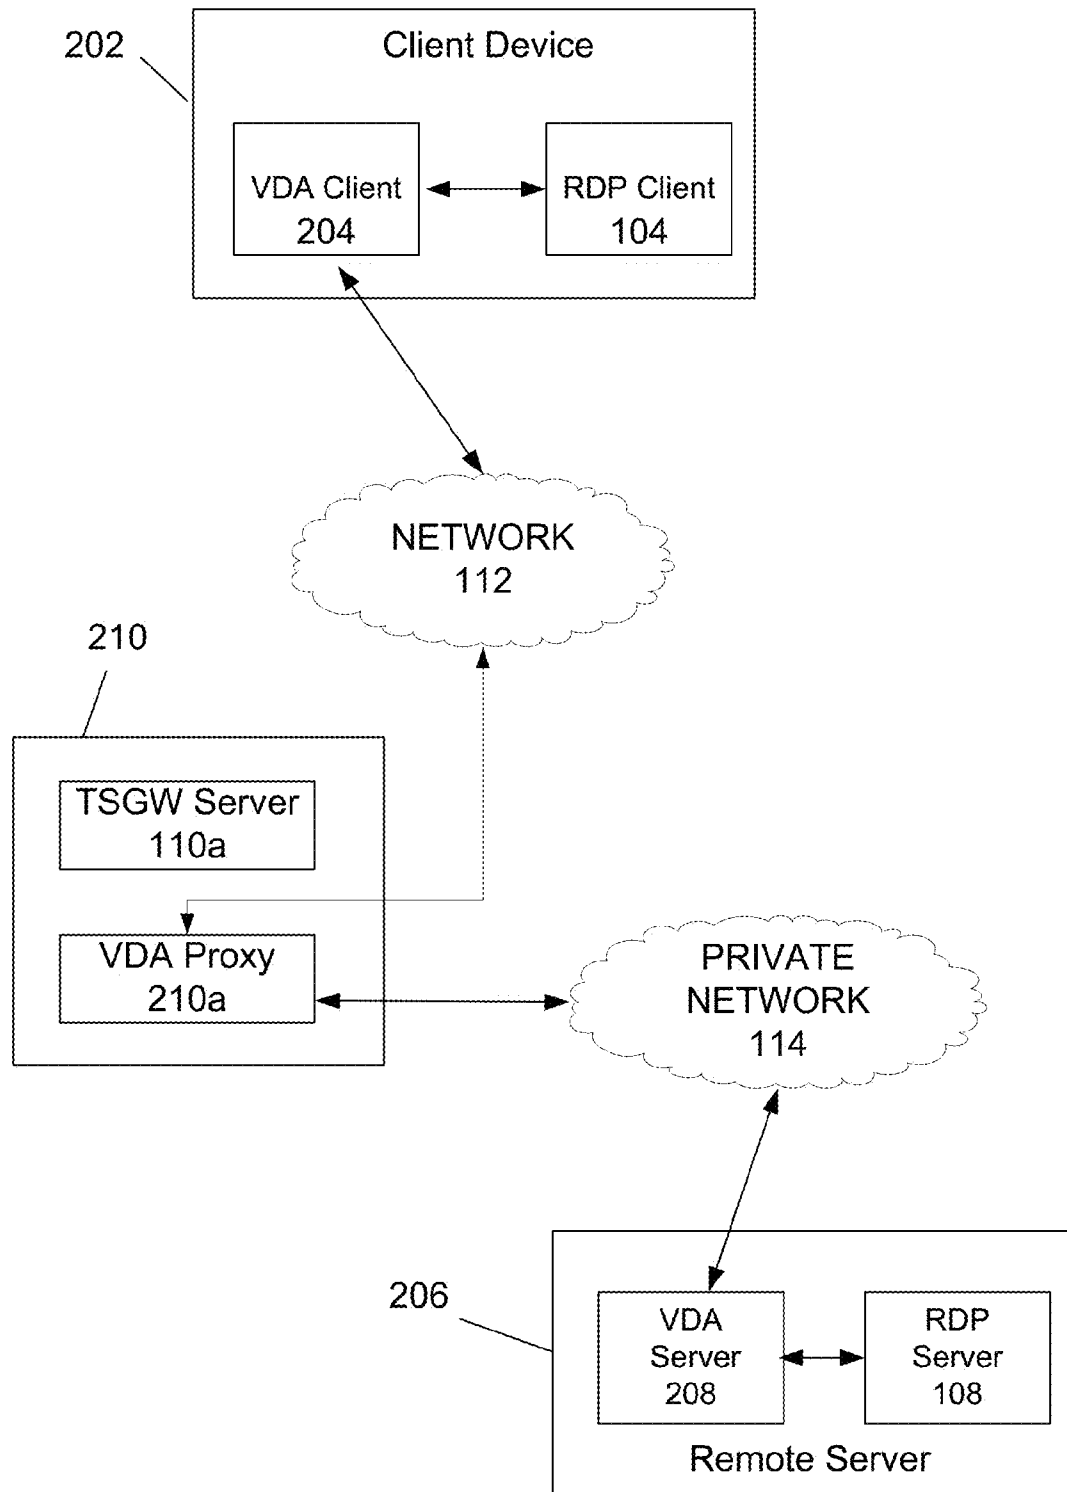 202
Client Device
VDA Client
204
RDP Client
104
NETWORK
112
210
TSGW Server
110a
VDA Proxy
210a
PRIVATE
NETWORK
114
206
VDA
Server
208
RDP
Server
108
Remote Server